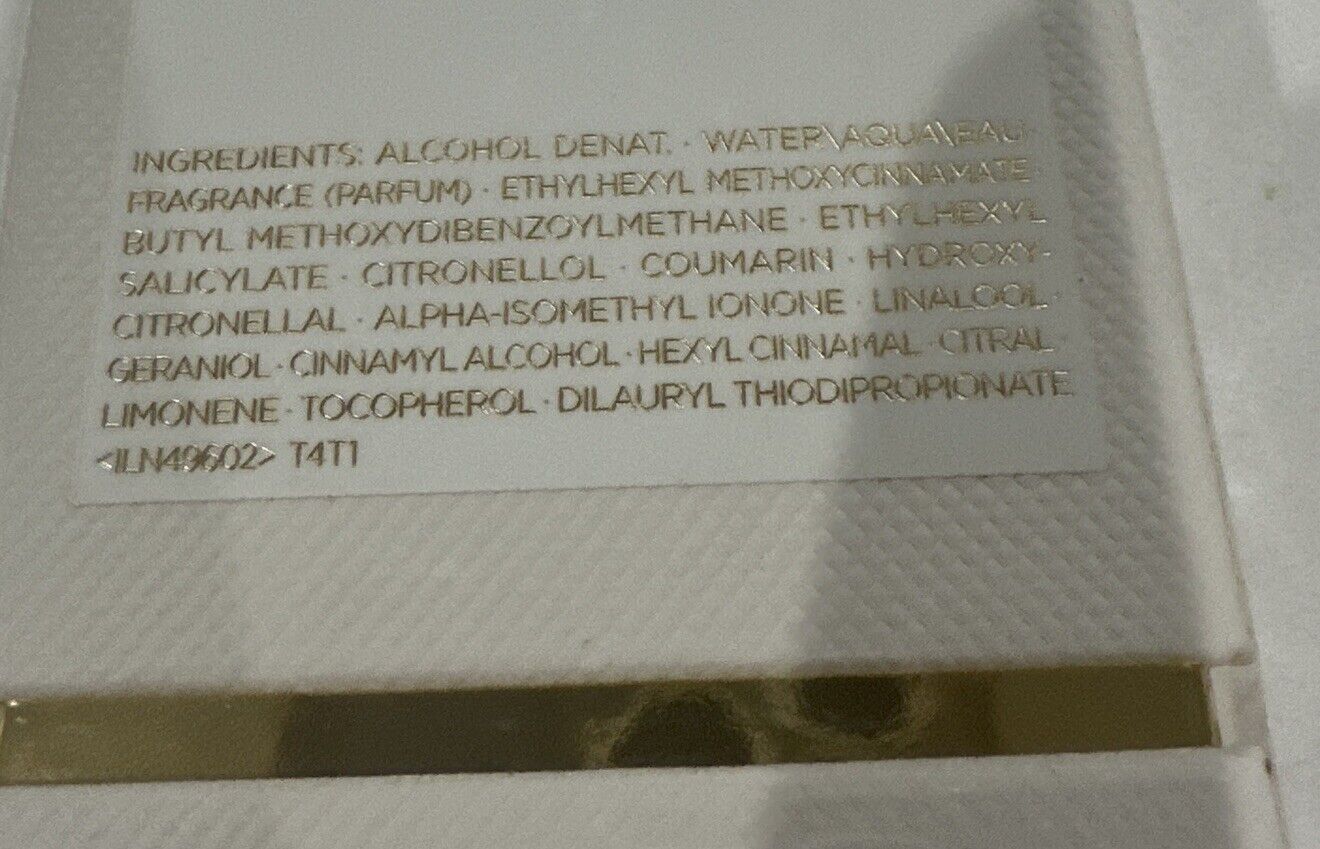 INGREDIENTS: ALCOHOL DENAT. · WATER\AQUA\EAU
FRAGRANCE (PARFUM) · ETHYLHEXYL METHOXYCINNAMATE ·
BUTYL METHOXYDIBENZOYLMETHANE · ETHYLHEXYL
SALICYLATE · CITRONELLOL · COUMARIN · HYDROXY-
CITRONELLAL · ALPHA-ISOMETHYL IONONE · LINALOOL ·
GERANIOL · CINNAMYL ALCOHOL · HEXYL CINNAMAL · CITRAL ·
LIMONENE · TOCOPHEROL · DILAURYL THIODIPROPIONATE
<ILN49602> T4T1